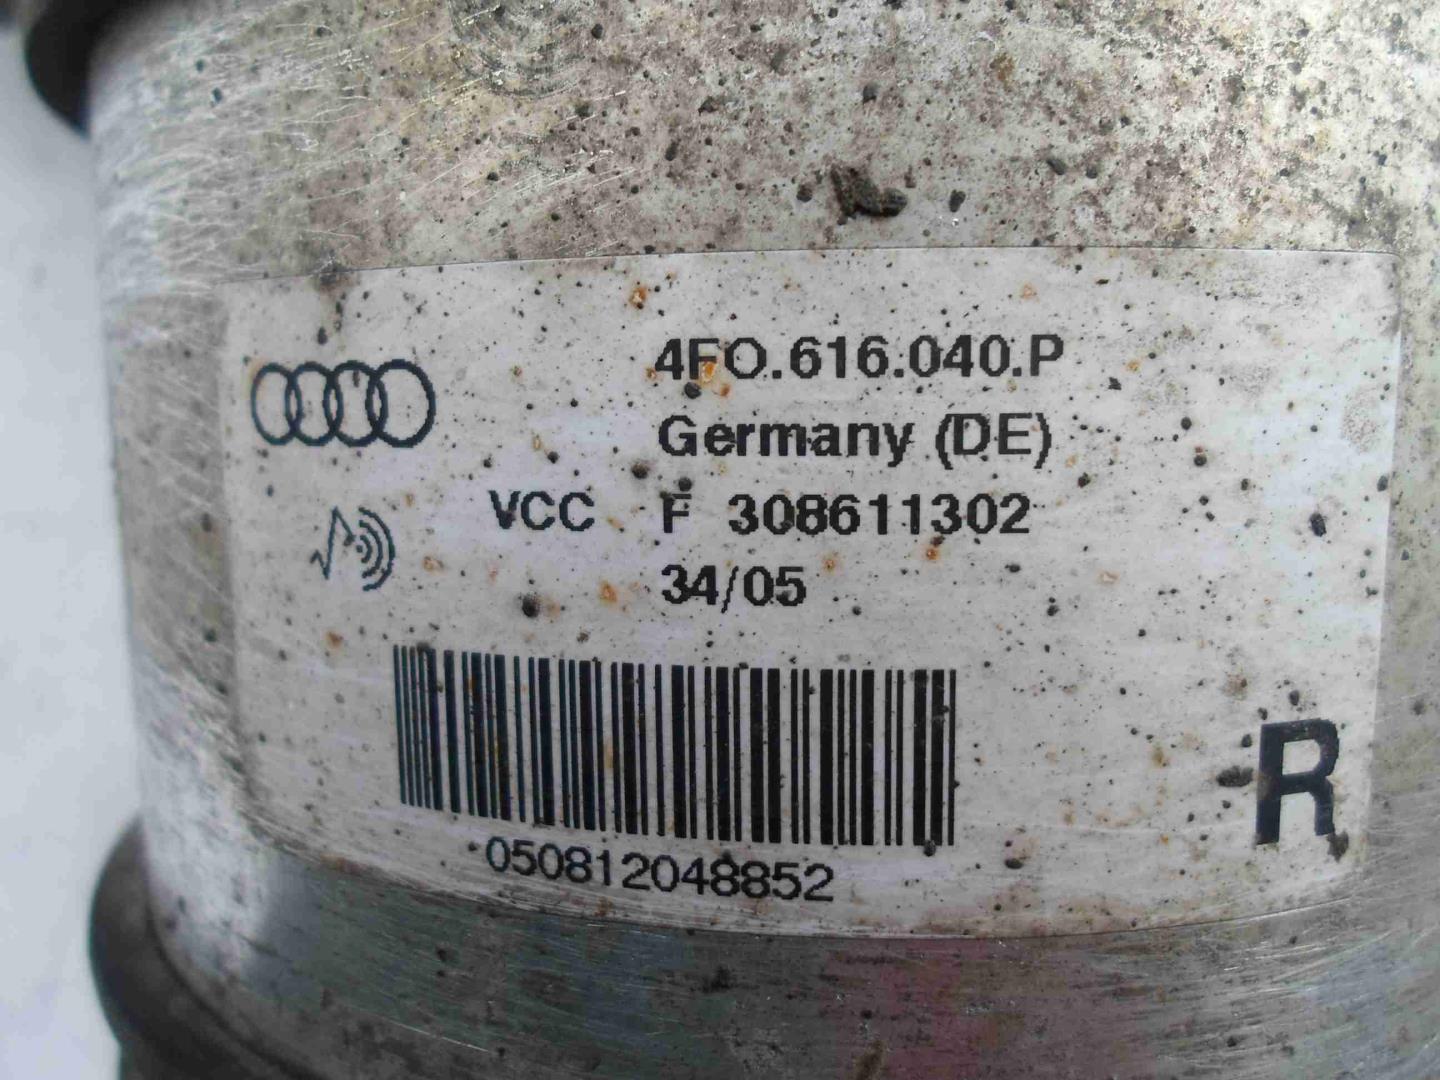 4F0.616.040.P
Germany (DE)
VCC F 308611302
34/05
050812048852
R